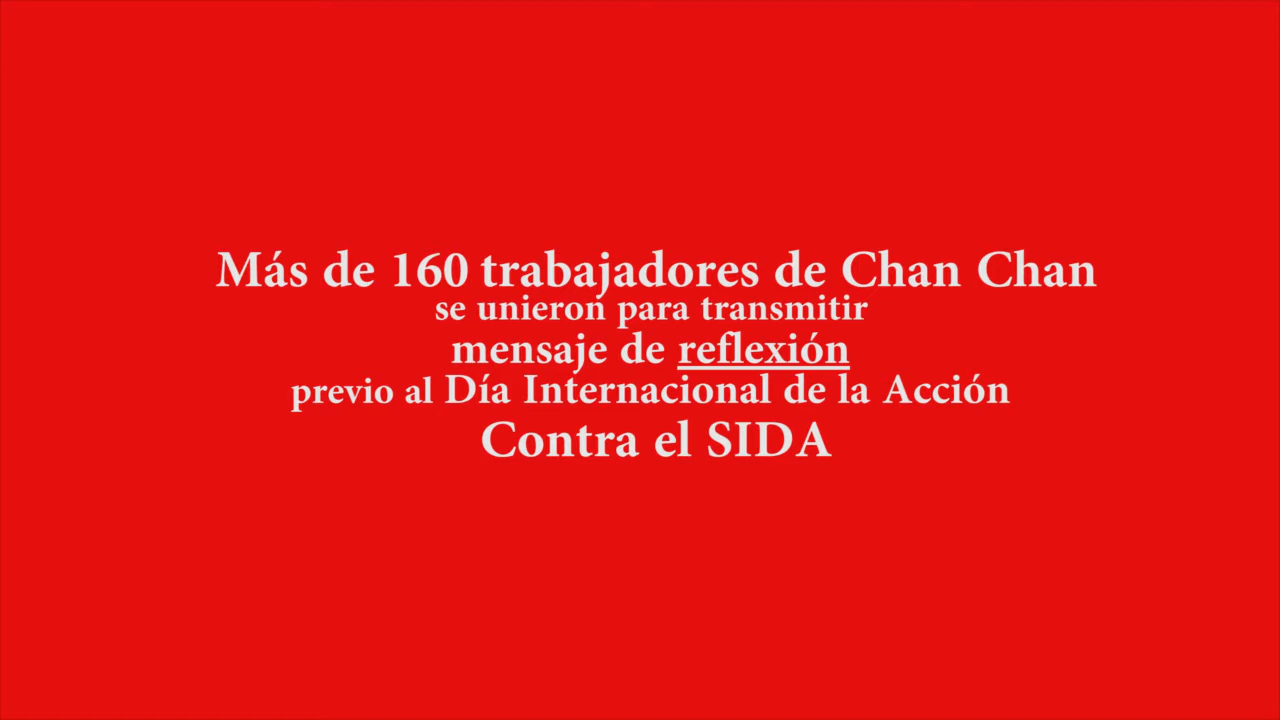 Más de 160 trabajadores de Chan Chan
se unieron para transmitir
mensaje de reflexión
previo al Día Internacional de la Acción
Contra el SIDA